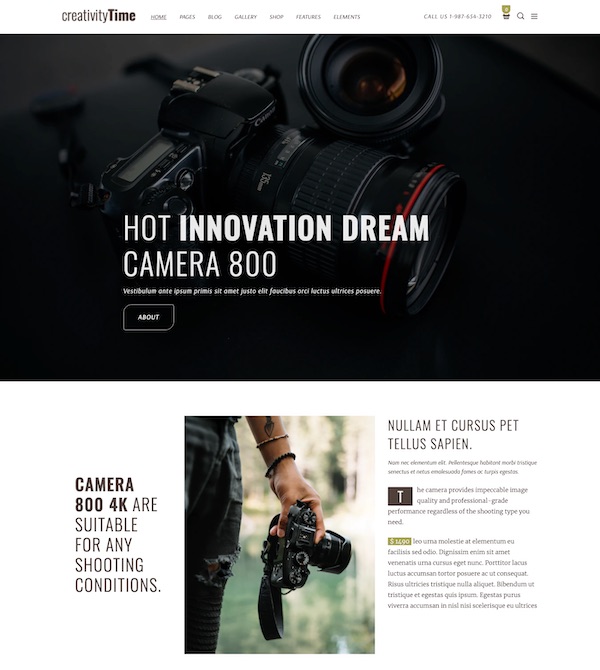 creativityTime HOME PAGES BLOG GALLERY SHOP FEATURES ELEMENTS CALL US 1-987-654-3210 0
Canon
135mm
HOT INNOVATION DREAM
CAMERA 800
Vestibulum ante ipsum primis sit amet justo elit faucibus orci luctus ultrices posuere.
ABOUT
CAMERA
800 4K ARE
SUITABLE
FOR ANY
SHOOTING
CONDITIONS.
NULLAM ET CURSUS PET
TELLUS SAPIEN.
Nam nec elementum elit. Pellentesque habitant morbi tristique
senectus et netus emalesuada fames ac turpis egestas.
The camera provides impeccable image
quality and professional-grade
performance regardless of the shooting type you
need.
$ 1490 leo urna molestie at elementum eu
facilisis sed odio. Dignissim enim sit amet
venenatis urna cursus eget nunc. Porttitor lacus
luctus accumsan tortor posuere ac ut consequat.
Risus ultricies tristique nulla aliquet. Bibendum ut
tristique et egestas quis ipsum. Egestas purus
viverra accumsan in nisl nisi scelerisque eu ultrices